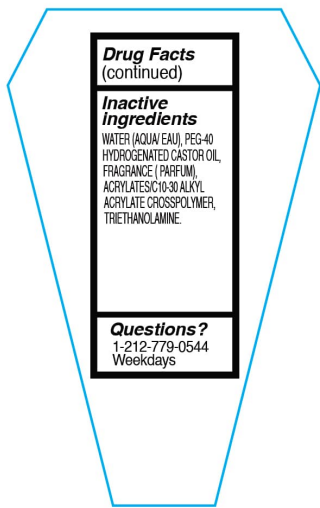 Drug Facts
(continued)
Inactive
ingredients
WATER (AQUA/ EAU), PEG-40
HYDROGENATED CASTOR OIL,
FRAGRANCE ( PARFUM),
ACRYLATES/C10-30 ALKYL
ACRYLATE CROSSPOLYMER,
TRIETHANOLAMINE.
Questions?
1-212-779-0544
Weekdays